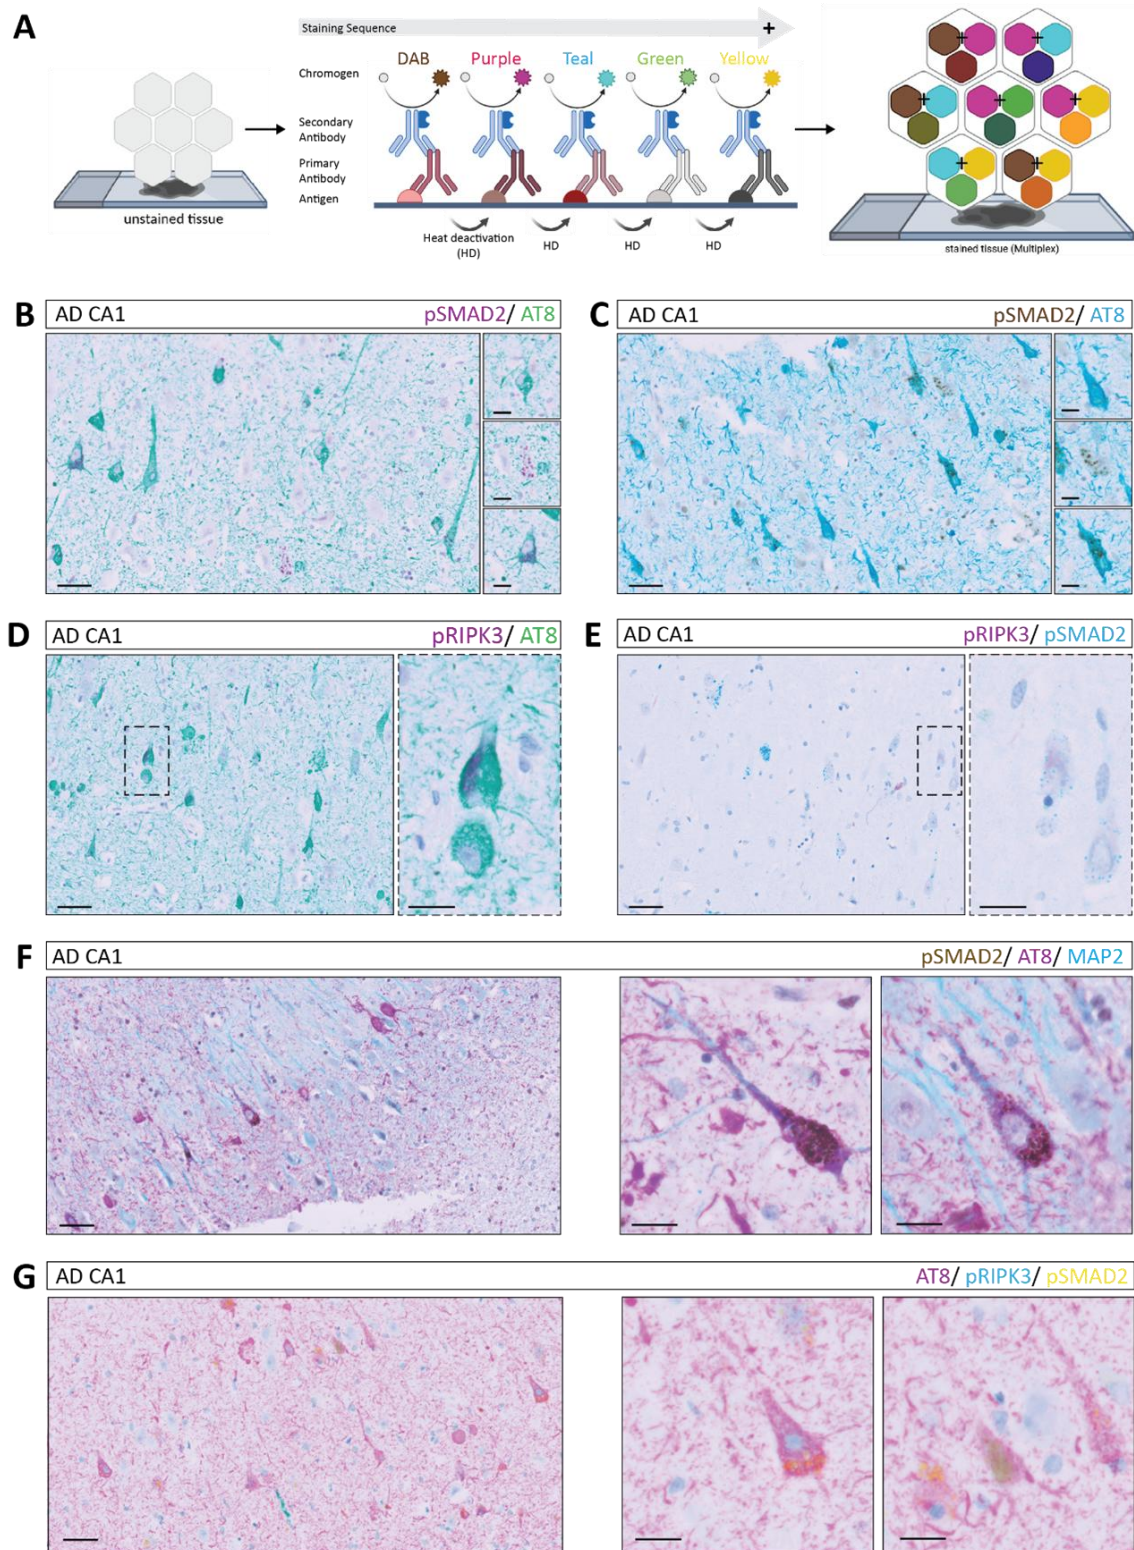 A
Staining Sequence
+
Chromogen
DAB
Purple
Teal
Green
Yellow
Secondary
Antibody
Primary
Antibody
Antigen
Heat deactivation
(HD)
HD
HD
HD
unstained tissue
+ +
+ + +
+ +
stained tissue (Multiplex)
B
AD CA1
pSMAD2/ AT8
C
AD CA1
pSMAD2/ AT8
D
AD CA1
pRIPK3/ AT8
E
AD CA1
pRIPK3/ pSMAD2
F
AD CA1
pSMAD2/ AT8/ MAP2
G
AD CA1
AT8/ pRIPK3/ pSMAD2